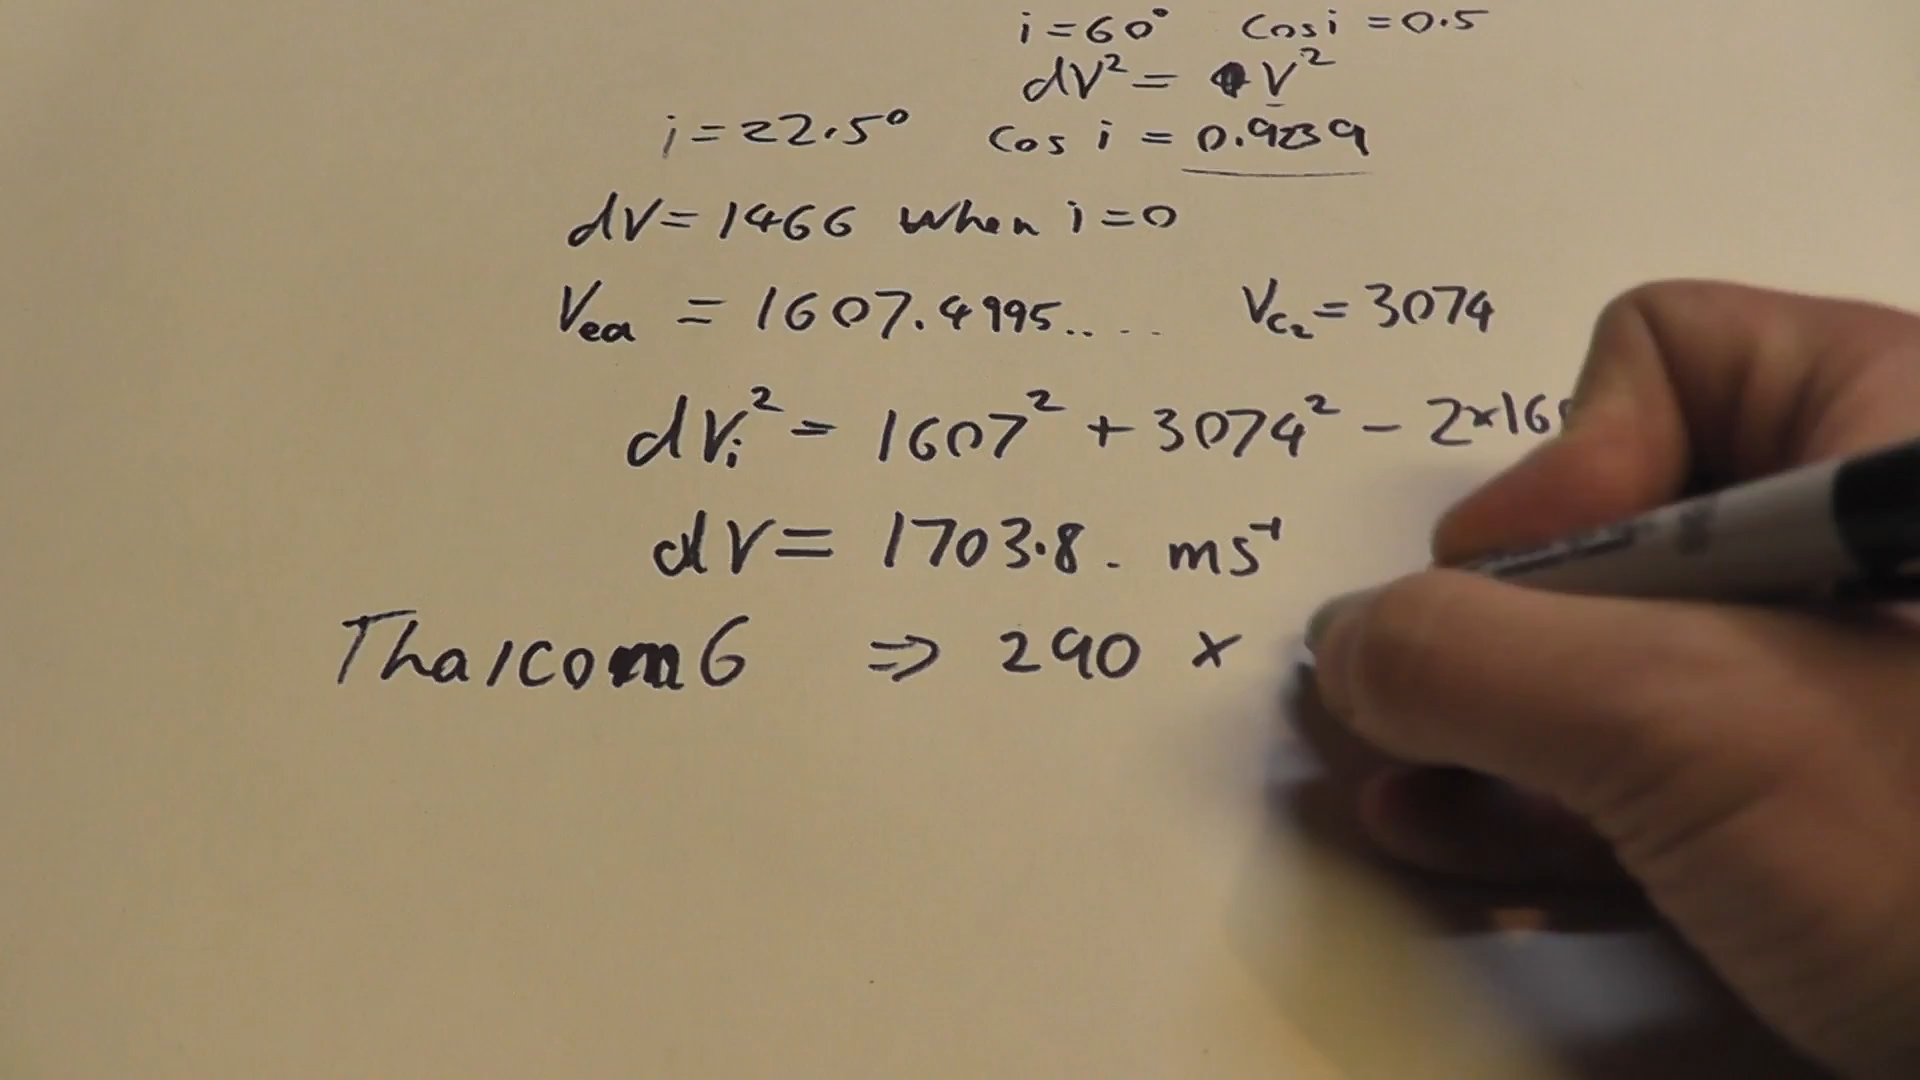 i=60° Cos i = 0.5
dV² = V²
i=22.5° Cos i = 0.9239
dV=1466 when i=0
Vea = 1607.4995.... Vc₂=3074
dVi² = 1607² + 3074² - 2×160
dV= 1703.8. ms⁻¹
Thaicom6 ⇒ 290 ×